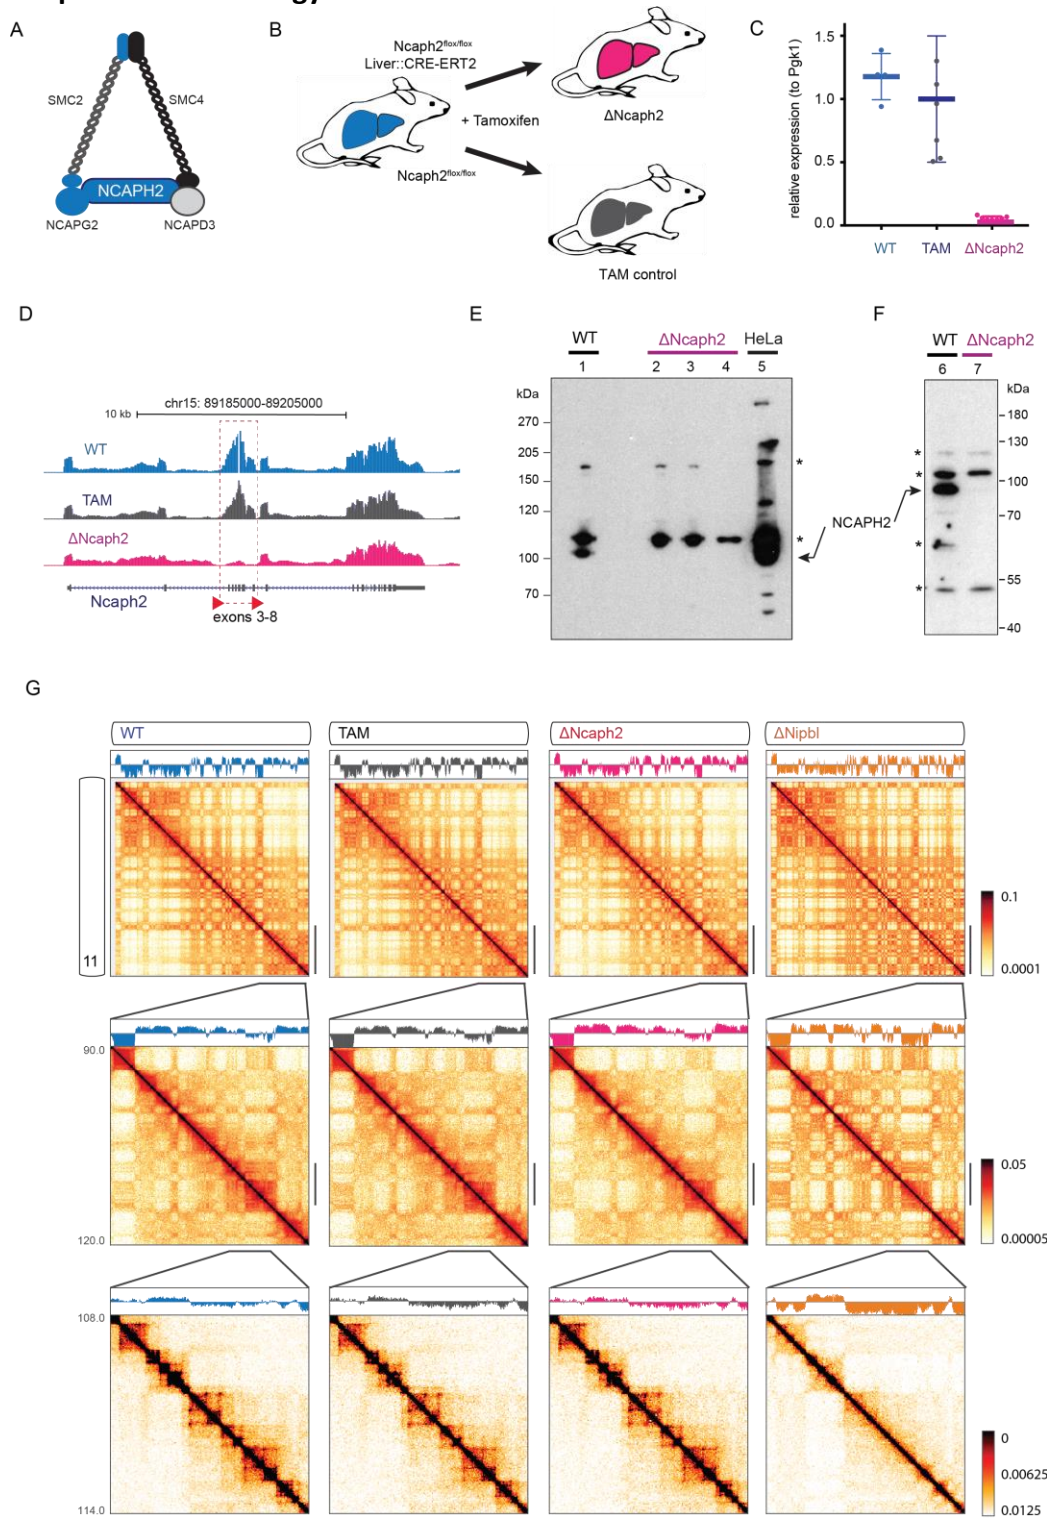 A
SMC2
SMC4
NCAPH2
NCAPG2
NCAPD3
B
Ncaph2flox/flox
Liver::CRE-ERT2
+ Tamoxifen
Ncaph2flox/flox
ΔNcaph2
TAM control
C
relative expression (to Pgk1)
1.5
1.0
0.5
0.0
WT
TAM
ΔNcaph2
D
chr15: 89185000-89205000
10 kb
WT
TAM
ΔNcaph2
Ncaph2
exons 3-8
E
WT
ΔNcaph2
HeLa
1
2
3
4
5
kDa
270
205
150
120
100
70
*
*
NCAPH2
F
WT
ΔNcaph2
6
7
kDa
180
130
100
70
55
40
*
*
*
*
G
WT
TAM
ΔNcaph2
ΔNipbl
11
0.1
0.0001
90.0
120.0
0.05
0.00005
108.0
114.0
0
0.00625
0.0125